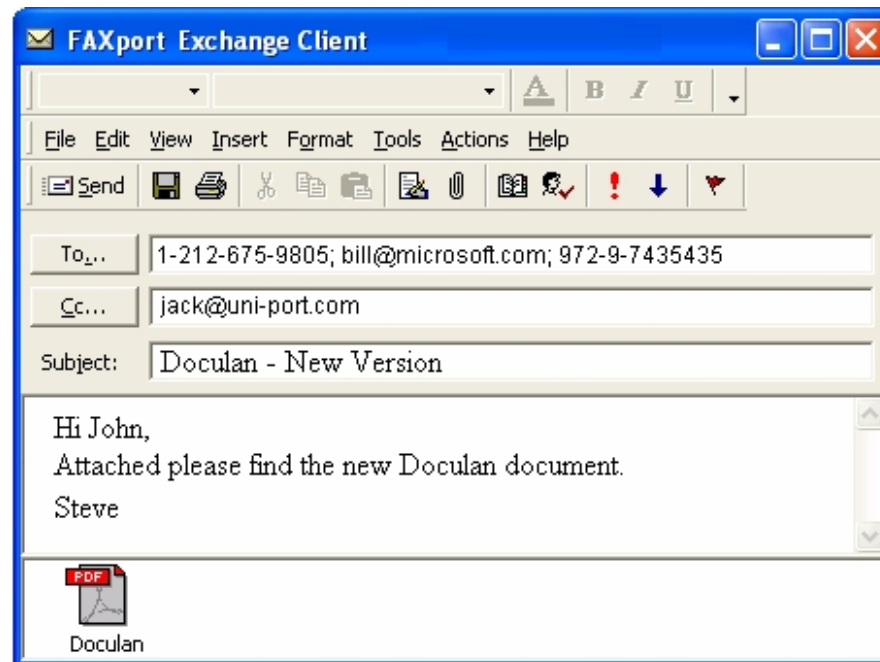 FAXport Exchange Client
A B I U
File Edit View Insert Format Tools Actions Help
Send
To... 1-212-675-9805; bill@microsoft.com; 972-9-7435435
Cc... jack@uni-port.com
Subject: Doculan - New Version
Hi John,
Attached please find the new Doculan document.
Steve
PDF
Doculan